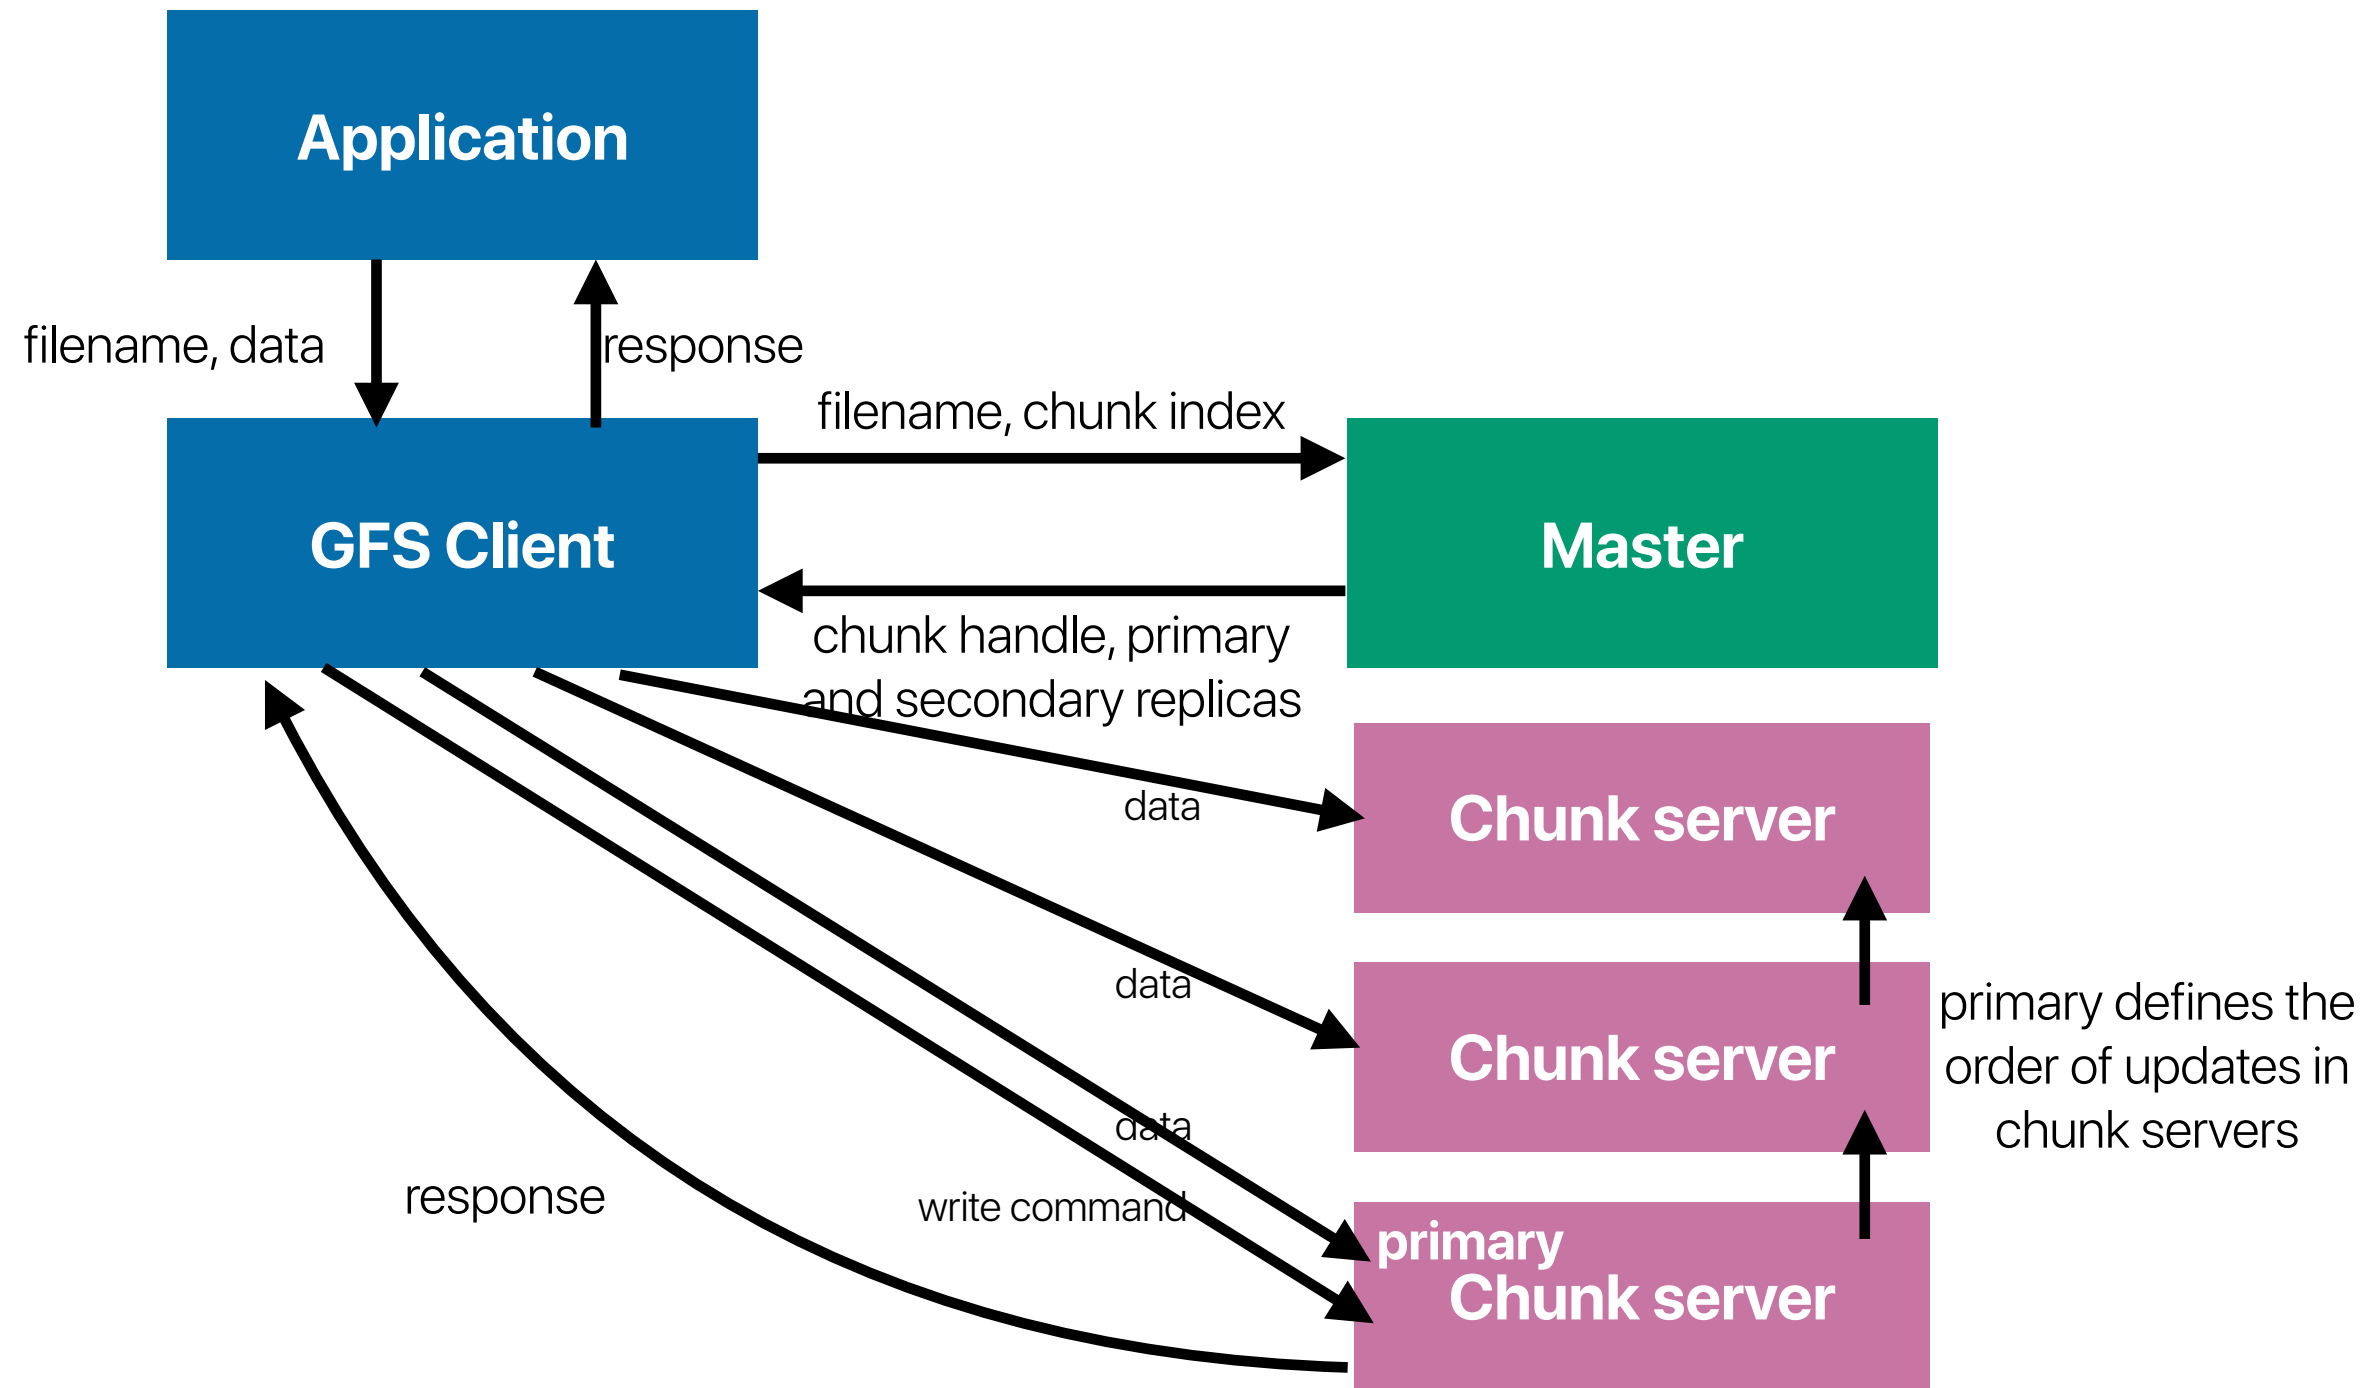 Application
filename, data
response
filename, chunk index
GFS Client
Master
chunk handle, primary
and secondary replicas
data
Chunk server
data
Chunk server
primary defines the
order of updates in
chunk servers
data
write command
response
primary
Chunk server